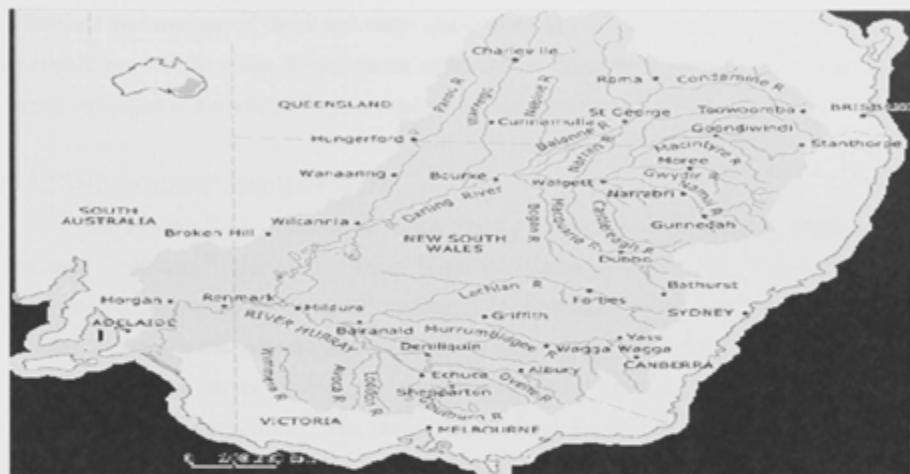 Charleville
Roma
Condamine R
Paroo R
Warrego
Nebine R
QUEENSLAND
Cunnamulla
St George
Toowoomba
BRISBANE
Goondiwindi
Balonne R
Hungerford
Narran R
Macintyre R
Stanthorpe
Moree
Gwydir R
Wanaaring
Bourke
Walgett
Narrabri
Namoi R
Darling River
SOUTH
AUSTRALIA
Wilcannia
Bogan R
Macquarie R
Castlereagh R
Gunnedah
Broken Hill
NEW SOUTH
WALES
Dubbo
Lachlan R
Bathurst
Morgan
Renmark
Mildura
Forbes
Griffith
SYDNEY
ADELAIDE
RIVER MURRAY
Balranald
Murrumbidgee R
Yass
Deniliquin
Wagga Wagga
CANBERRA
Wimmera R
Avoca R
Loddon R
Echuca
Albury
Ovens R
Shepparton
Goulburn R
VICTORIA
MELBOURNE